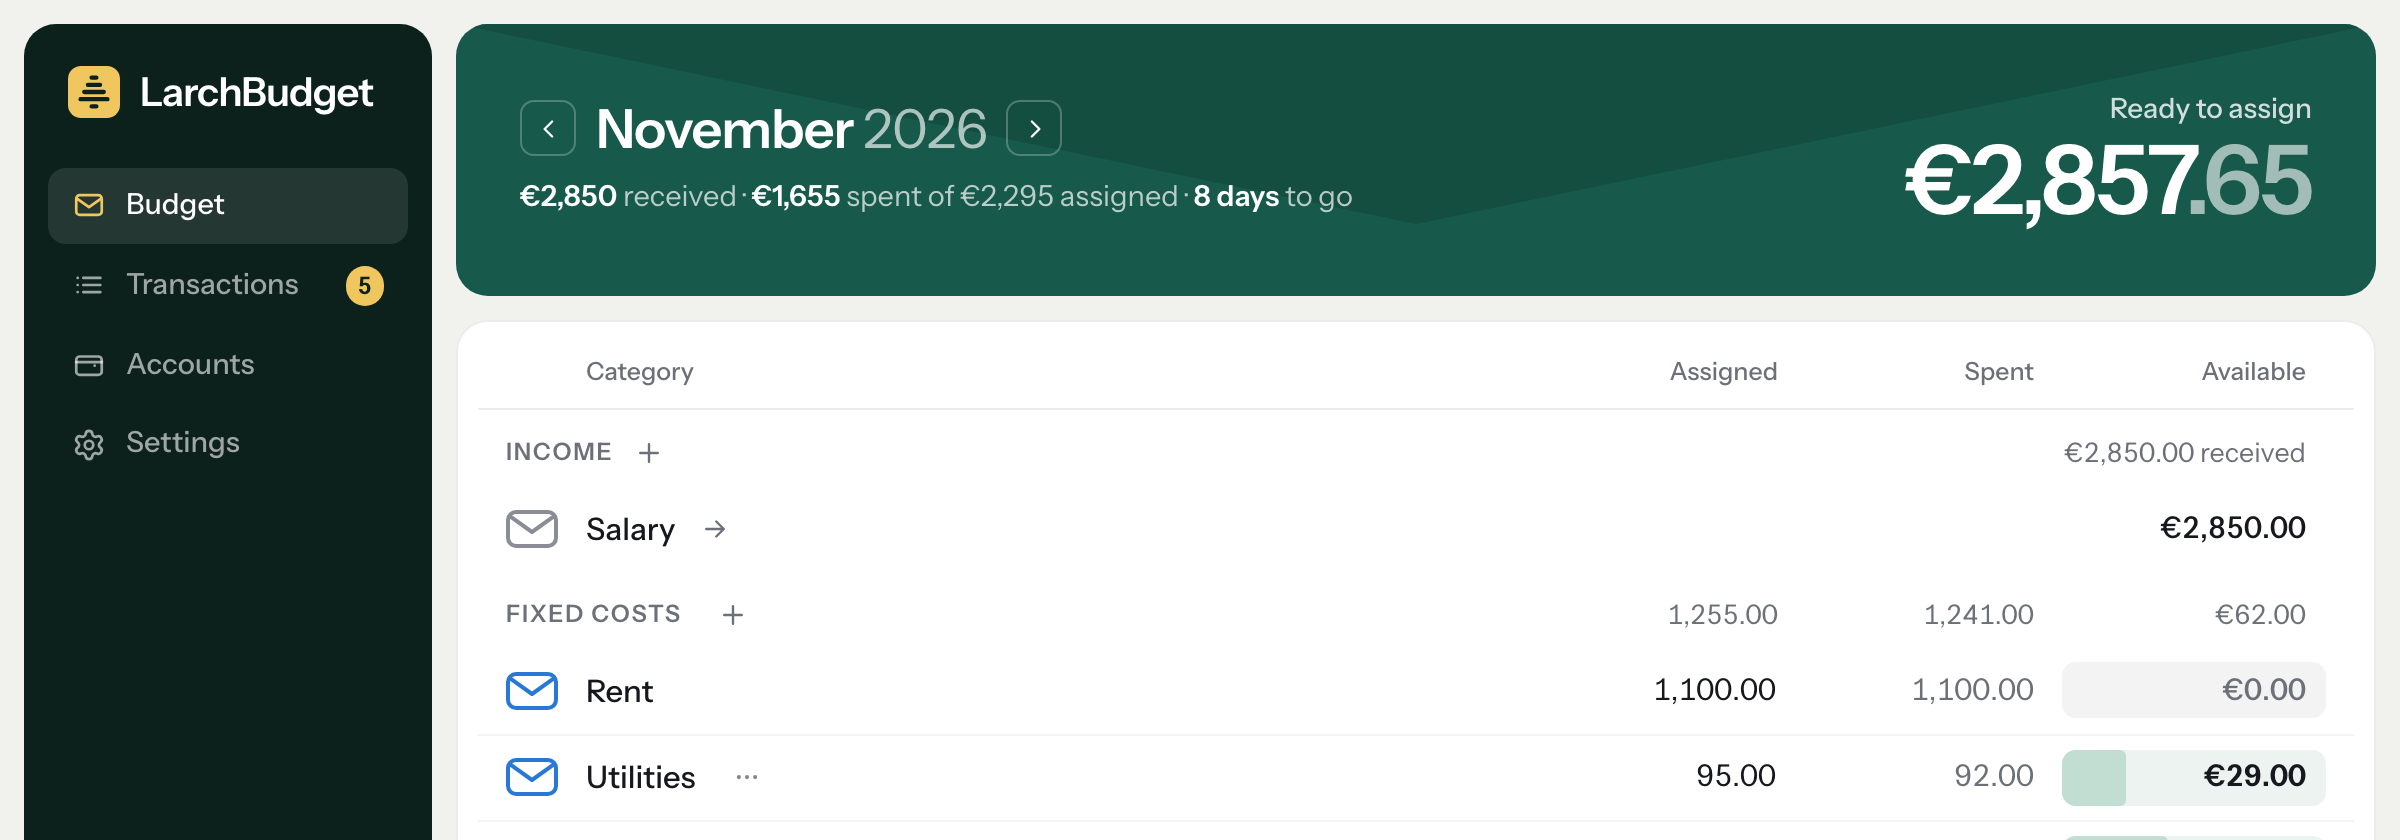 LarchBudget
Budget
Transactions 5
Accounts
Settings
November 2026
€2,850 received · €1,655 spent of €2,295 assigned · 8 days to go
Ready to assign
€2,857.65
Category Assigned Spent Available
INCOME + €2,850.00 received
Salary → €2,850.00
FIXED COSTS + 1,255.00 1,241.00 €62.00
Rent 1,100.00 1,100.00 €0.00
Utilities ··· 95.00 92.00 €29.00